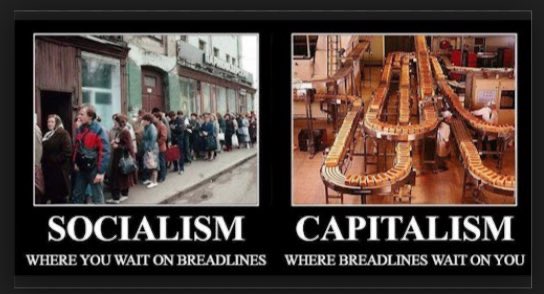 SOCIALISM
WHERE YOU WAIT ON BREADLINES
CAPITALISM
WHERE BREADLINES WAIT ON YOU